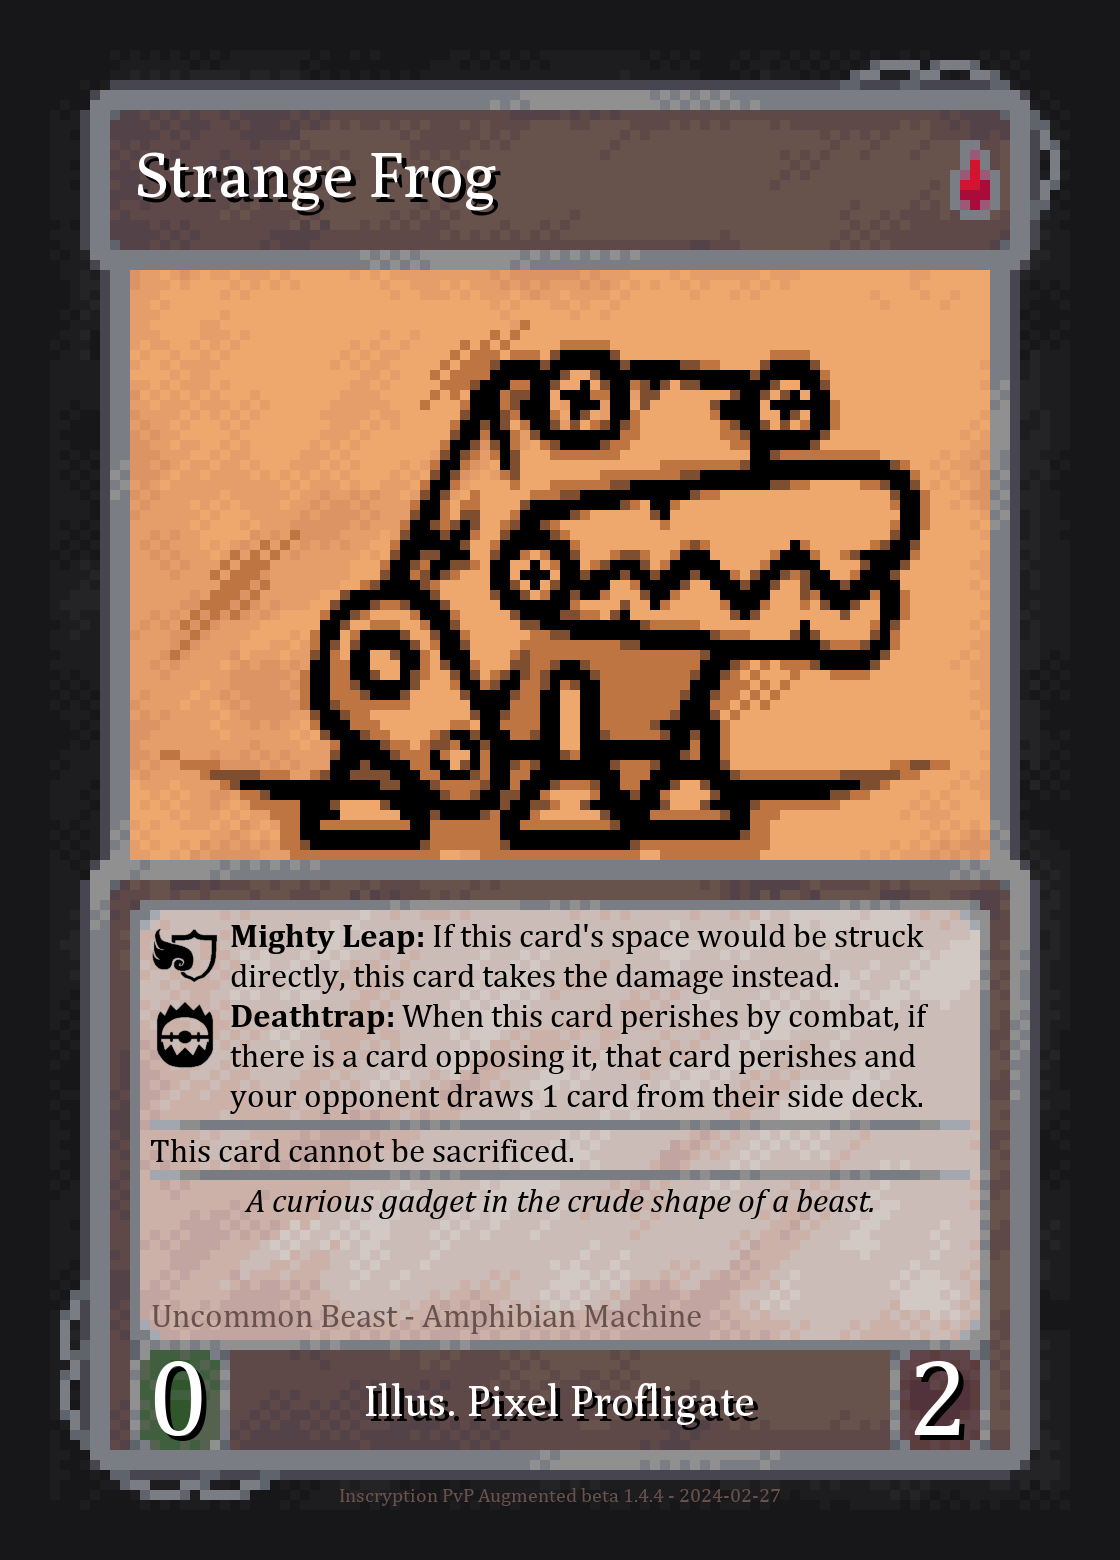 Strange Frog
Mighty Leap: If this card's space would be struck
directly, this card takes the damage instead.
Deathtrap: When this card perishes by combat, if
there is a card opposing it, that card perishes and
your opponent draws 1 card from their side deck.
This card cannot be sacrificed.
A curious gadget in the crude shape of a beast.
Uncommon Beast - Amphibian Machine
0
Illus. Pixel Profligate
2
Inscryption PvP Augmented beta 1.4.4 - 2024-02-27